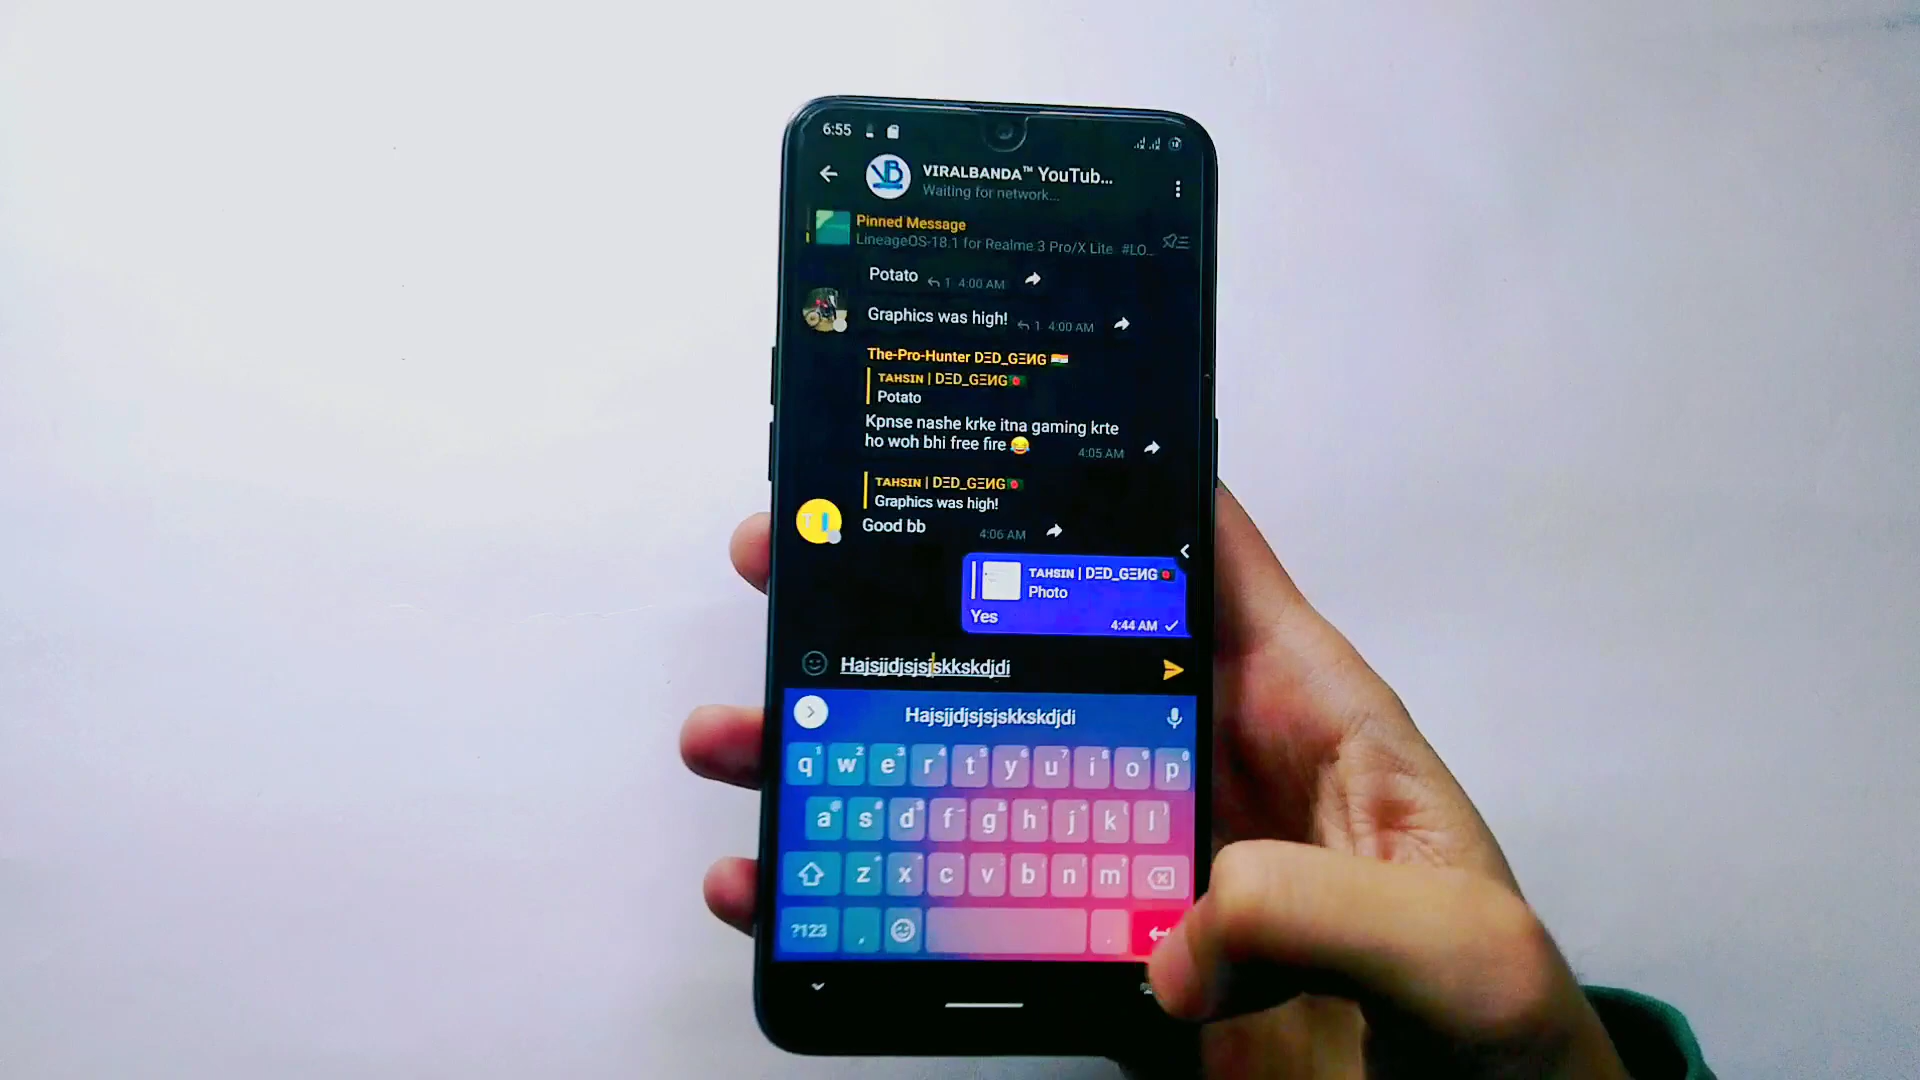 6:55
18
VB
VIRALBANDA™ YouTub...
Waiting for network...
Pinned Message
LineageOS-18.1 for Realme 3 Pro/X Lite #LO...
Potato 1 4:00 AM
Graphics was high! 1 4:00 AM
The-Pro-Hunter DΞD_GΞИG 🇮🇳
TAHSIN | DΞD_GΞИG🇧🇩
Potato
Kpnse nashe krke itna gaming krte
ho woh bhi free fire 😂 4:05 AM
TAHSIN | DΞD_GΞИG🇧🇩
Graphics was high!
Good bb 4:06 AM
TAHSIN | DΞD_GΞИG🇧🇩
Photo
Yes 4:44 AM
Hajsjjdjsjsjskkskdjdi
Hajsjjdjsjsjskkskdjdi
q w e r t y u i o p
a s d f g h j k l
z x c v b n m
?123 , .